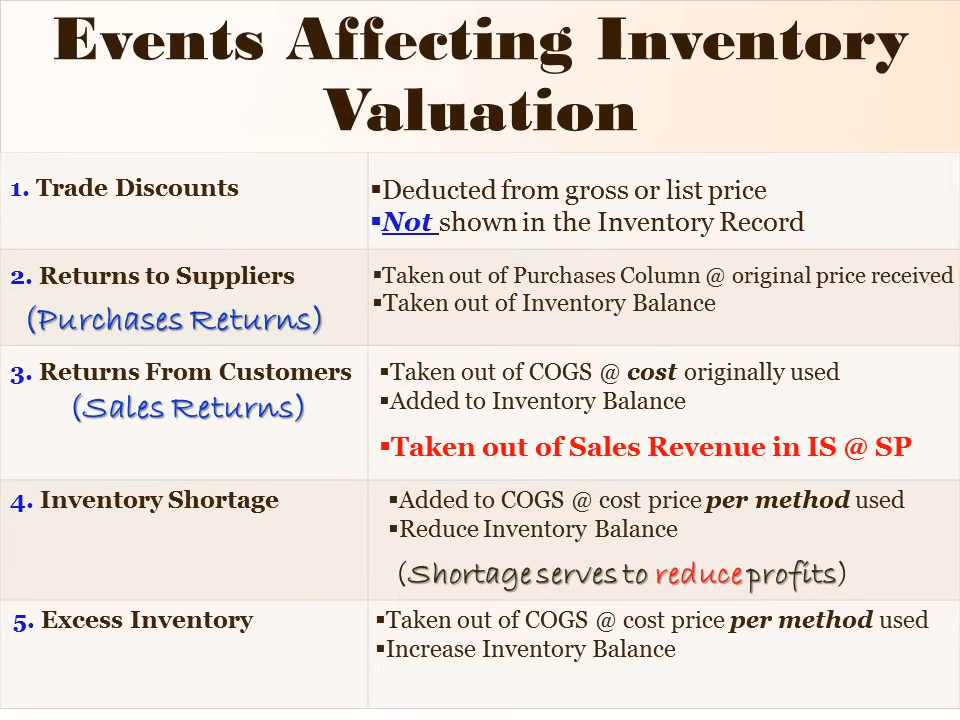 Events Affecting Inventory
Valuation
1. Trade Discounts
▪Deducted from gross or list price
▪Not shown in the Inventory Record
2. Returns to Suppliers
(Purchases Returns)
▪Taken out of Purchases Column @ original price received
▪Taken out of Inventory Balance
3. Returns From Customers
(Sales Returns)
▪Taken out of COGS @ cost originally used
▪Added to Inventory Balance
▪Taken out of Sales Revenue in IS @ SP
4. Inventory Shortage
▪Added to COGS @ cost price per method used
▪Reduce Inventory Balance
(Shortage serves to reduce profits)
5. Excess Inventory
▪Taken out of COGS @ cost price per method used
▪Increase Inventory Balance